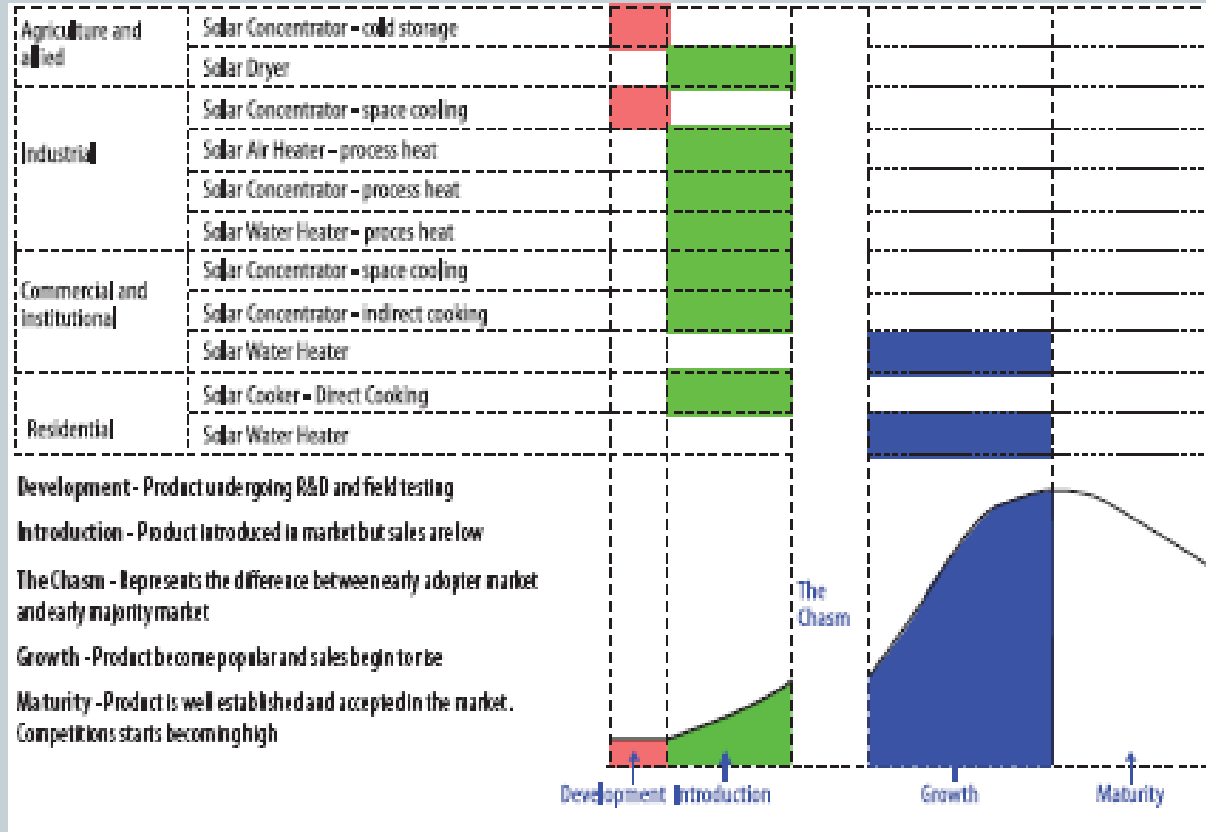 Agriculture and
allied
Solar Concentrator – cold storage
Solar Dryer
Industrial
Solar Concentrator – space cooling
Solar Air Heater – process heat
Solar Concentrator – process heat
Solar Water Heater – proces heat
Commercial and
institutional
Solar Concentrator – space cooling
Solar Concentrator – indirect cooking
Solar Water Heater
Residential
Solar Cooker – Direct Cooking
Solar Water Heater
Development - Product undergoing R&D and field testing
Introduction - Product introduced in market but sales are low
The Chasm - Represents the difference between early adopter market
and early majority market
Growth - Product become popular and sales begin to rise
Maturity - Product is well established and accepted in the market.
Competitions starts becoming high
The
Chasm
Development Introduction Growth Maturity